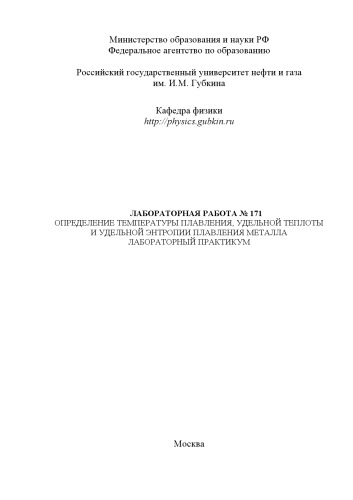 Министерство образования и науки РФ
Федеральное агентство по образованию
Российский государственный университет нефти и газа
им. И.М. Губкина
Кафедра физики
http://physics.gubkin.ru
ЛАБОРАТОРНАЯ РАБОТА № 171
ОПРЕДЕЛЕНИЕ ТЕМПЕРАТУРЫ ПЛАВЛЕНИЯ, УДЕЛЬНОЙ ТЕПЛОТЫ
И УДЕЛЬНОЙ ЭНТРОПИИ ПЛАВЛЕНИЯ МЕТАЛЛА
ЛАБОРАТОРНЫЙ ПРАКТИКУМ
Москва